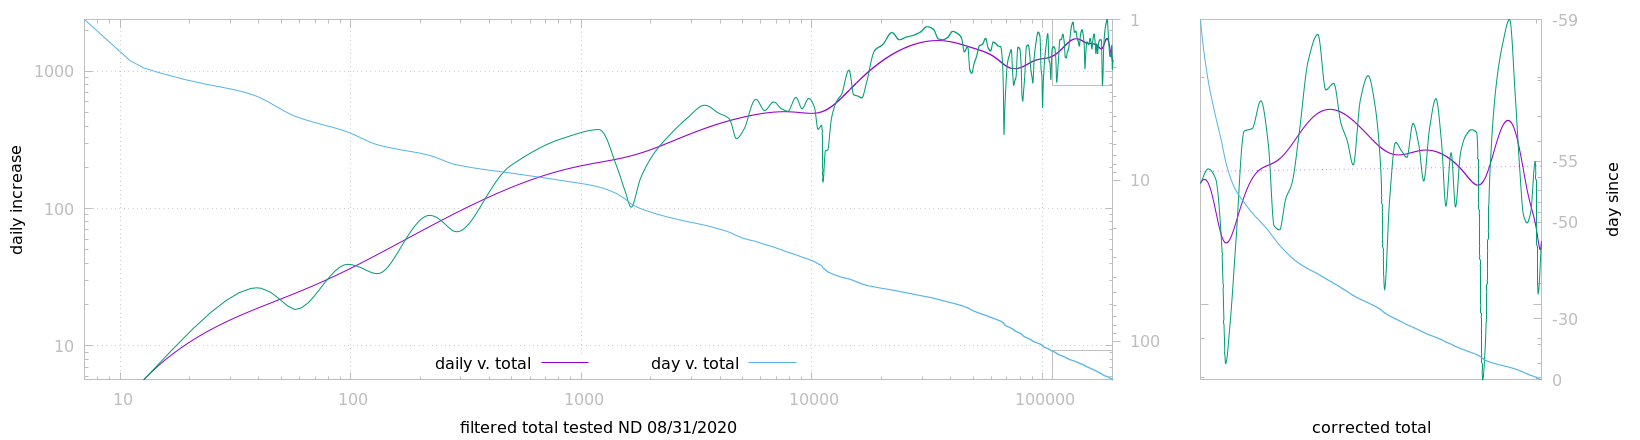 daily increase
1000
100
10
10
100
1000
10000
100000
1
10
100
daily v. total
day v. total
filtered total tested ND 08/31/2020
-59
-55
-50
-30
0
day since
corrected total